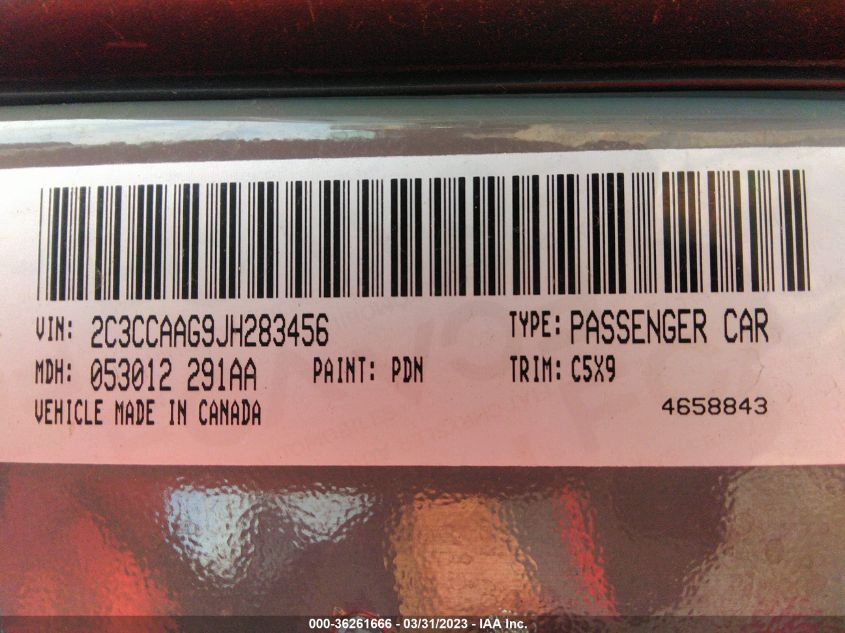 VIN: 2C3CCAAG9JH283456 TYPE: PASSENGER CAR
MDH: 053012 291AA PAINT: PDN TRIM: C5X9
VEHICLE MADE IN CANADA 4658843
000-36261666 - 03/31/2023 - IAA Inc.